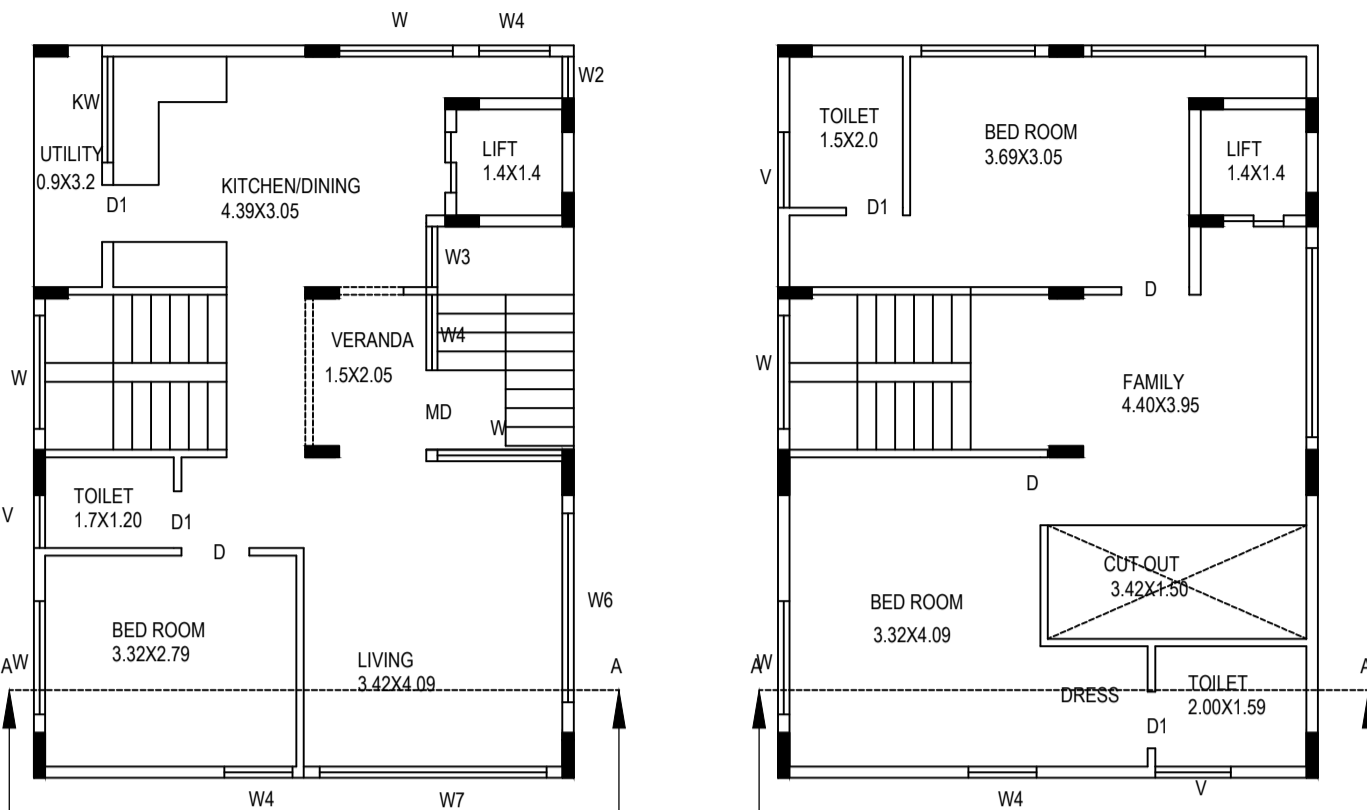 W
W4
W2
KW
UTILITY
0.9X3.2
D1
KITCHEN/DINING
4.39X3.05
LIFT
1.4X1.4
W3
W4
VERANDA
1.5X2.05
W
MD
W
TOILET
1.7X1.20
V
D1
D
BED ROOM
3.32X2.79
W6
A
W
LIVING
3.42X4.09
A
W4
W7
TOILET
1.5X2.0
BED ROOM
3.69X3.05
LIFT
1.4X1.4
V
D1
D
W
FAMILY
4.40X3.95
D
CUT OUT
3.42X1.50
BED ROOM
3.32X4.09
A
W
DRESS
TOILET
2.00X1.59
A
D1
W4
V